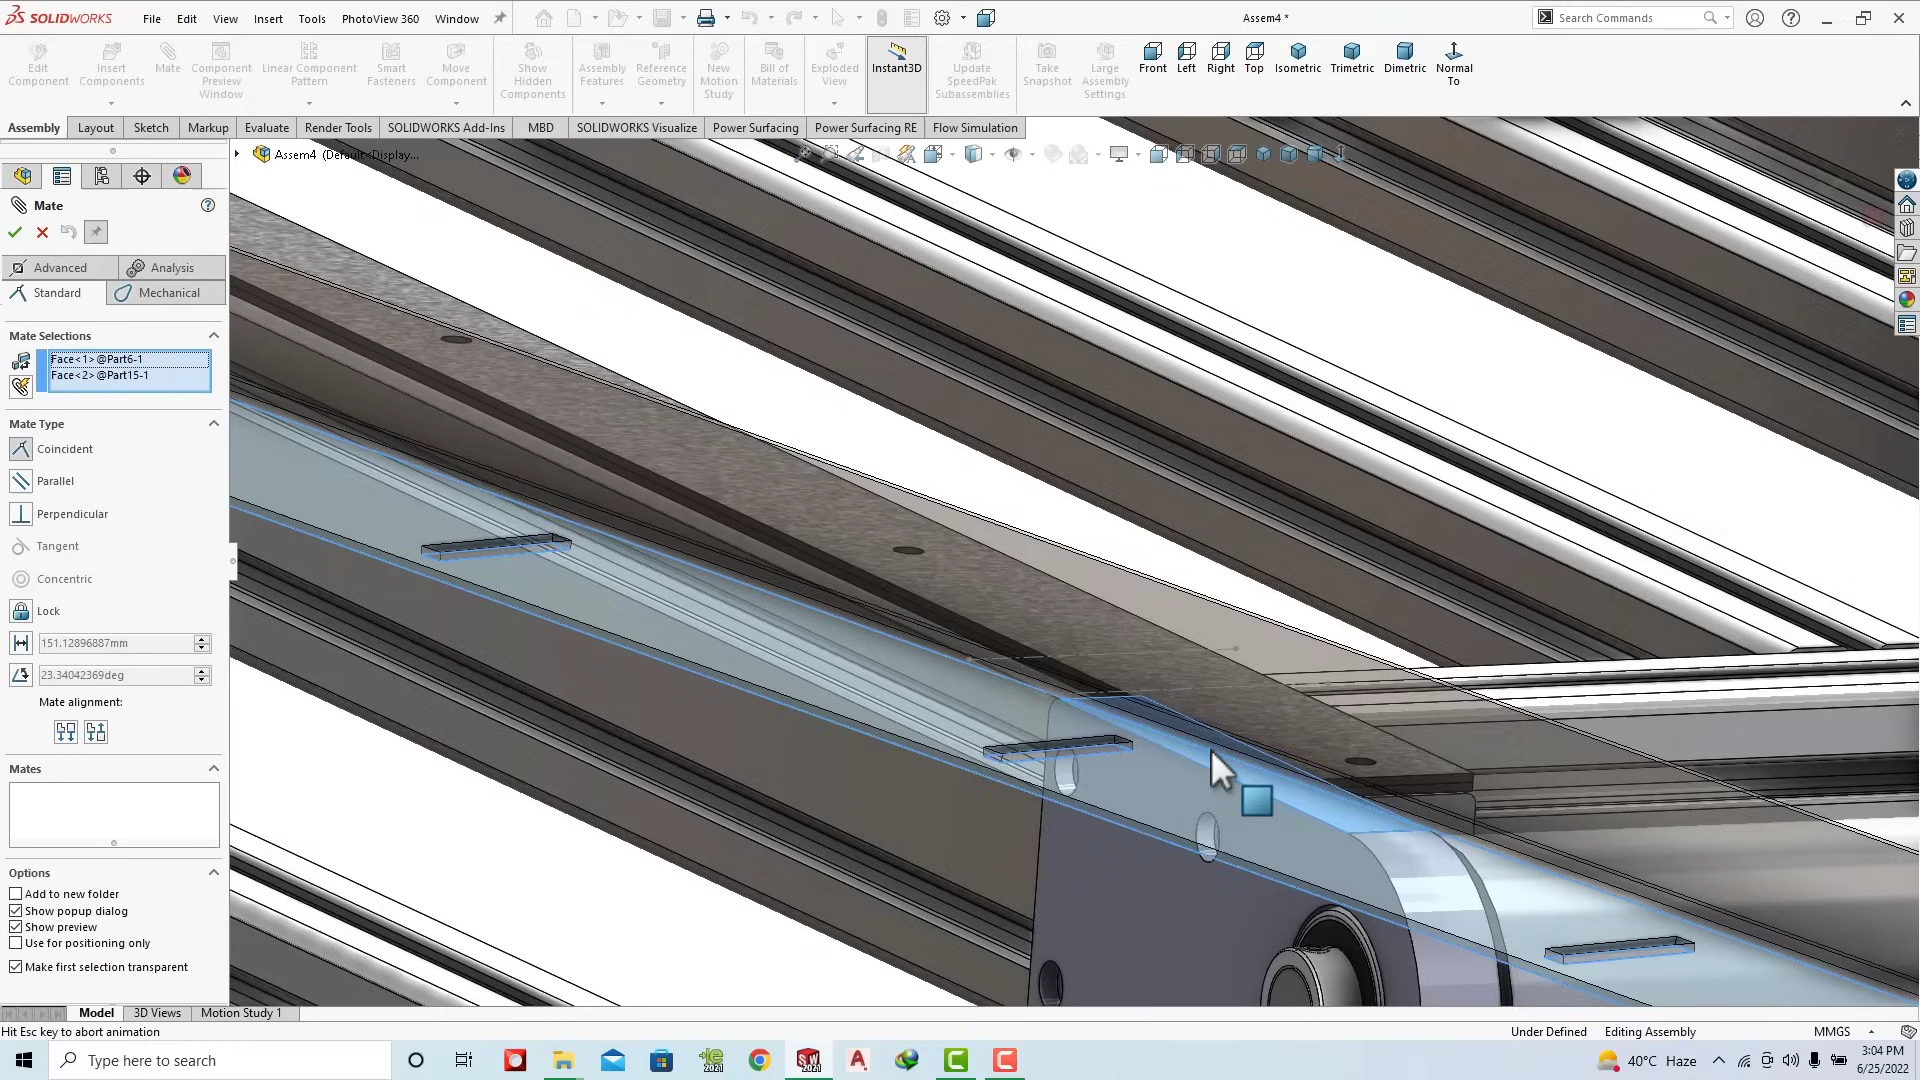 SOLIDWORKS
File Edit View Insert Tools PhotoView 360 Window
Assem4 *
Search Commands
Edit Component
Insert Components
Mate
Component Preview Window
Linear Component Pattern
Smart Fasteners
Move Component
Show Hidden Components
Assembly Features
Reference Geometry
New Motion Study
Bill of Materials
Exploded View
Instant3D
Update SpeedPak Subassemblies
Take Snapshot
Large Assembly Settings
Front Left Right Top Isometric Trimetric Dimetric Normal To
Assembly Layout Sketch Markup Evaluate Render Tools SOLIDWORKS Add-Ins MBD SOLIDWORKS Visualize Power Surfacing Power Surfacing RE Flow Simulation
Assem4 (Default<Display...
Mate
Advanced Analysis
Standard Mechanical
Mate Selections
Face<1>@Part6-1
Face<2>@Part15-1
Mate Type
Coincident
Parallel
Perpendicular
Tangent
Concentric
Lock
151.12896887mm
23.34042369deg
Mate alignment:
Mates
Options
Add to new folder
Show popup dialog
Show preview
Use for positioning only
Make first selection transparent
Model 3D Views Motion Study 1
Hit Esc key to abort animation
Under Defined Editing Assembly MMGS
Type here to search
40°C Haze
3:04 PM
6/25/2022